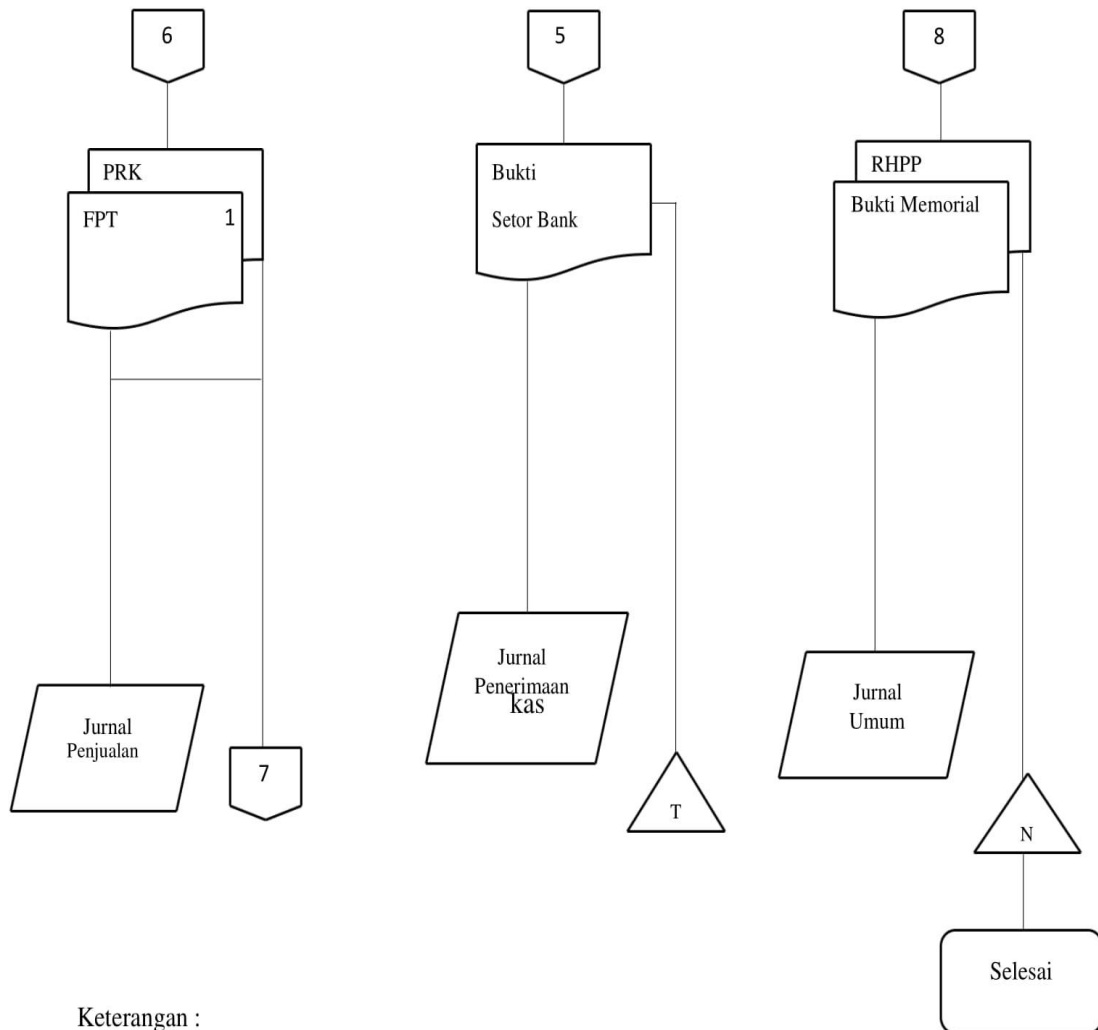 6
PRK
FPT 1
Jurnal
Penjualan
7
5
Bukti
Setor Bank
Jurnal
Penerimaan
kas
T
8
RHPP
Bukti Memorial
Jurnal
Umum
N
Selesai
Keterangan :